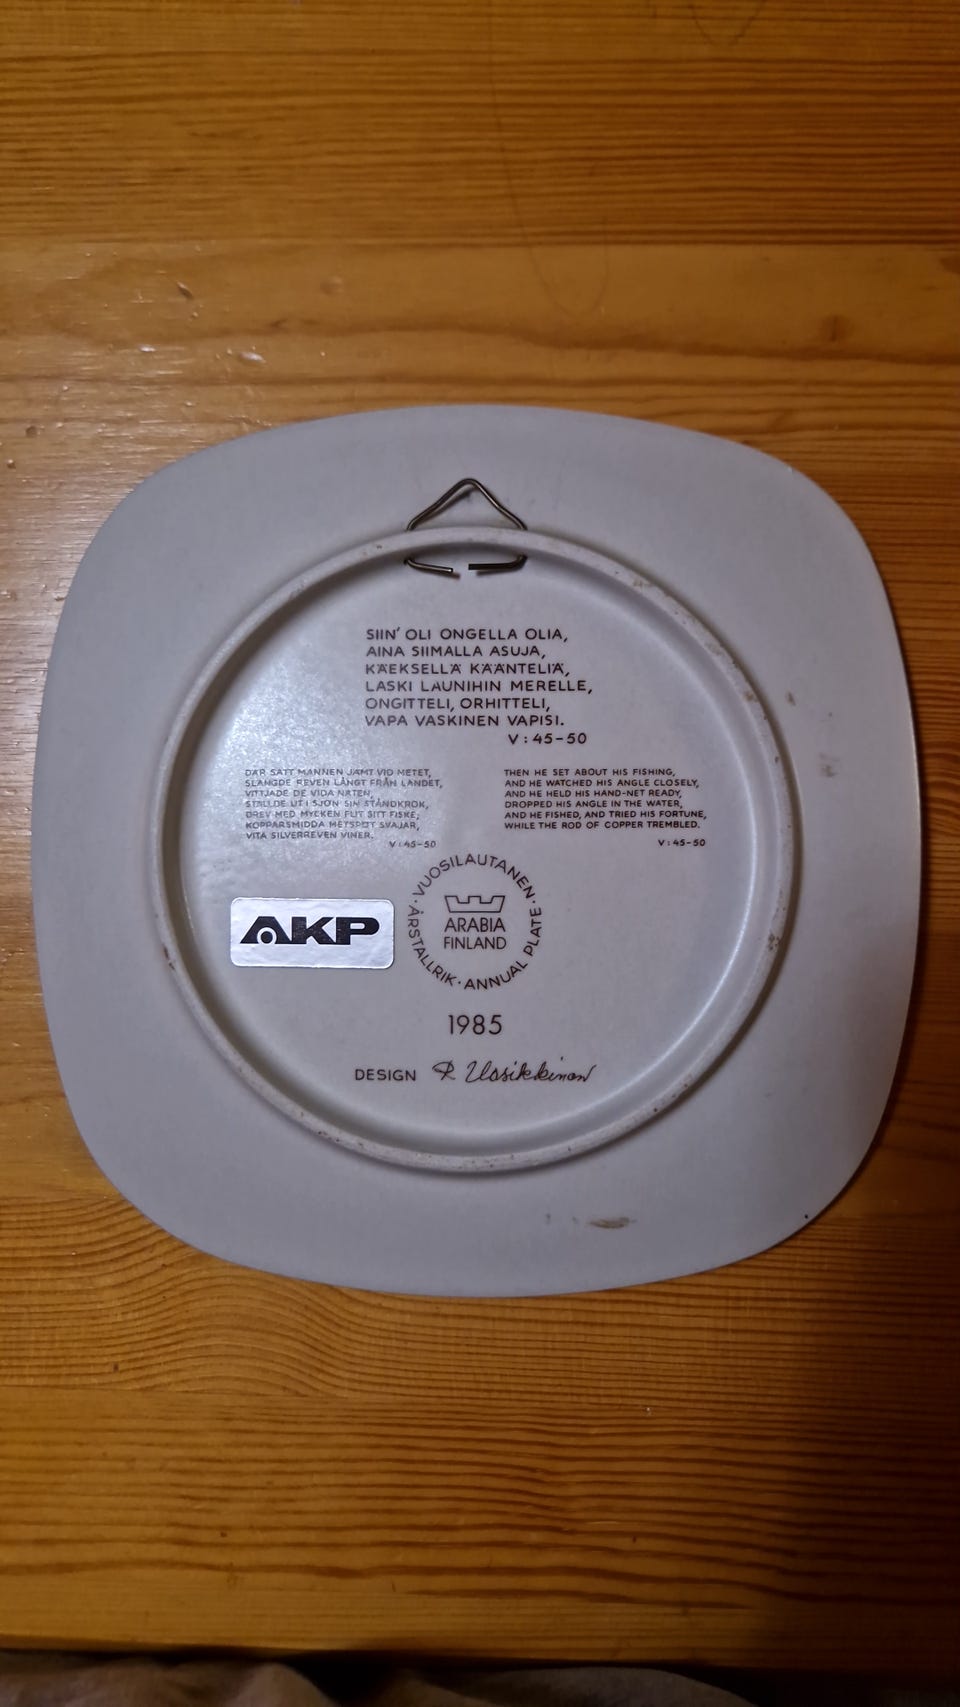 SIIN' OLI ONGELLA OLIA,
AINA SIIMALLA ASUJA,
KÄEKSELLÄ KÄÄNTELIÄ,
LASKI LAUNIHIN MERELLE,
ONGITTELI, ORHITTELI,
VAPA VASKINEN VAPISI.
V : 45-50
DÄR SATT MANNEN JÄMT VID METET,
SLÄNGDE REVEN LÅNGT FRÅN LANDET,
VITTJADE DE VIDA NÄTEN,
STÄLLDE UT I SJÖN SIN STÅNDKROK,
DREV MED MYCKEN FLIT SITT FISKE;
KOPPARSMIDDA METSPÖT SVAJAR,
VITA SILVERREVEN VINER.
V : 45-50
THEN HE SET ABOUT HIS FISHING,
AND HE WATCHED HIS ANGLE CLOSELY,
AND HE HELD HIS HAND-NET READY,
DROPPED HIS ANGLE IN THE WATER,
AND HE FISHED, AND TRIED HIS FORTUNE,
WHILE THE ROD OF COPPER TREMBLED.
V : 45-50
· VUOSILAUTANEN ·
ARABIA
FINLAND
ÅRSTALLRIK · ANNUAL PLATE
AKP
1985
DESIGN R Uosikkinen